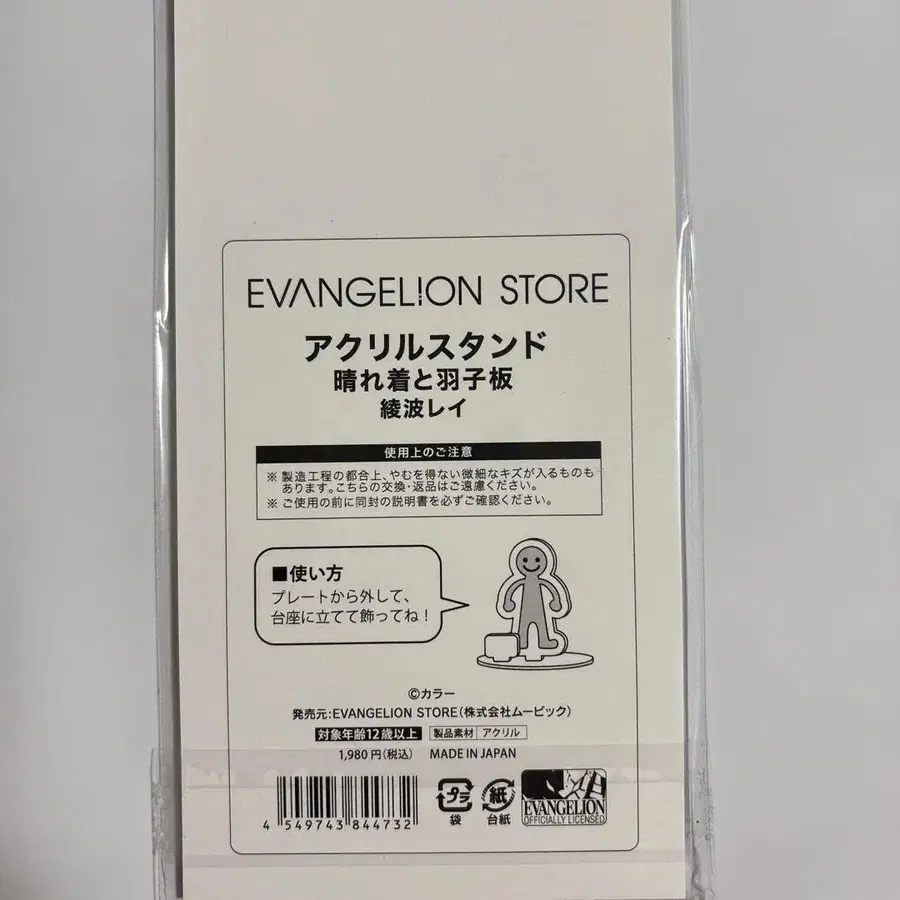 EVANGELION STORE
アクリルスタンド
晴れ着と羽子板
綾波レイ
使用上のご注意
※ 製造工程の都合上、やむを得ない微細なキズが入るものも
あります。こちらの交換・返品はご遠慮ください。
※ ご使用の前に同封の説明書を必ずご確認ください。
■使い方
プレートから外して、
台座に立てて飾ってね！
©カラー
発売元：EVANGELION STORE（株式会社ムービック）
対象年齢12歳以上 製品素材 アクリル
1,980円（税込） MADE IN JAPAN
4 549743 844732
プラ
袋
紙
台紙
EVANGELION
OFFICIALLY LICENSED